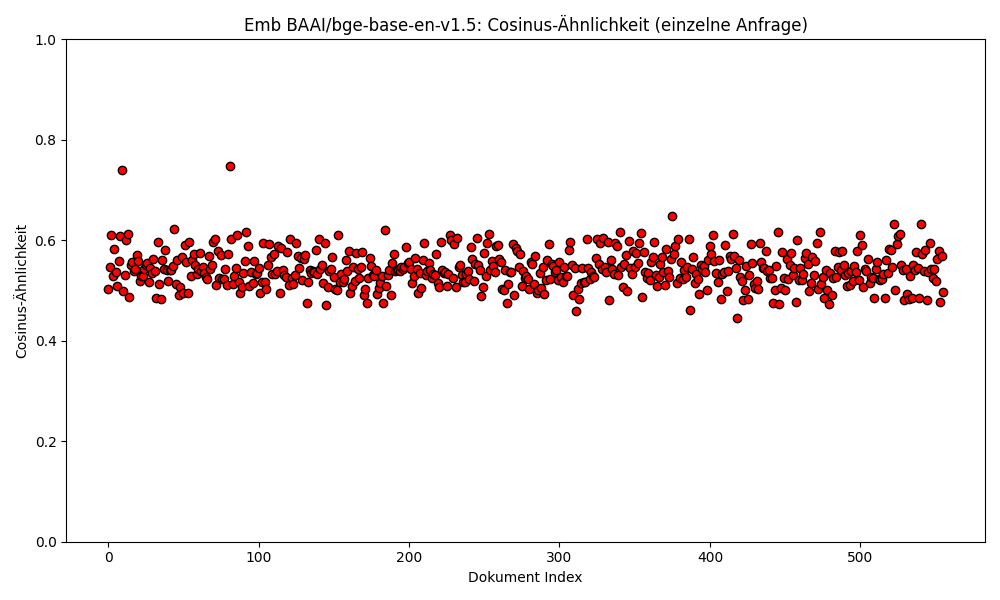 Emb BAAI/bge-base-en-v1.5: Cosinus-Ähnlichkeit (einzelne Anfrage)
Cosinus-Ähnlichkeit
1.0
0.8
0.6
0.4
0.2
0.0
0 100 200 300 400 500
Dokument Index